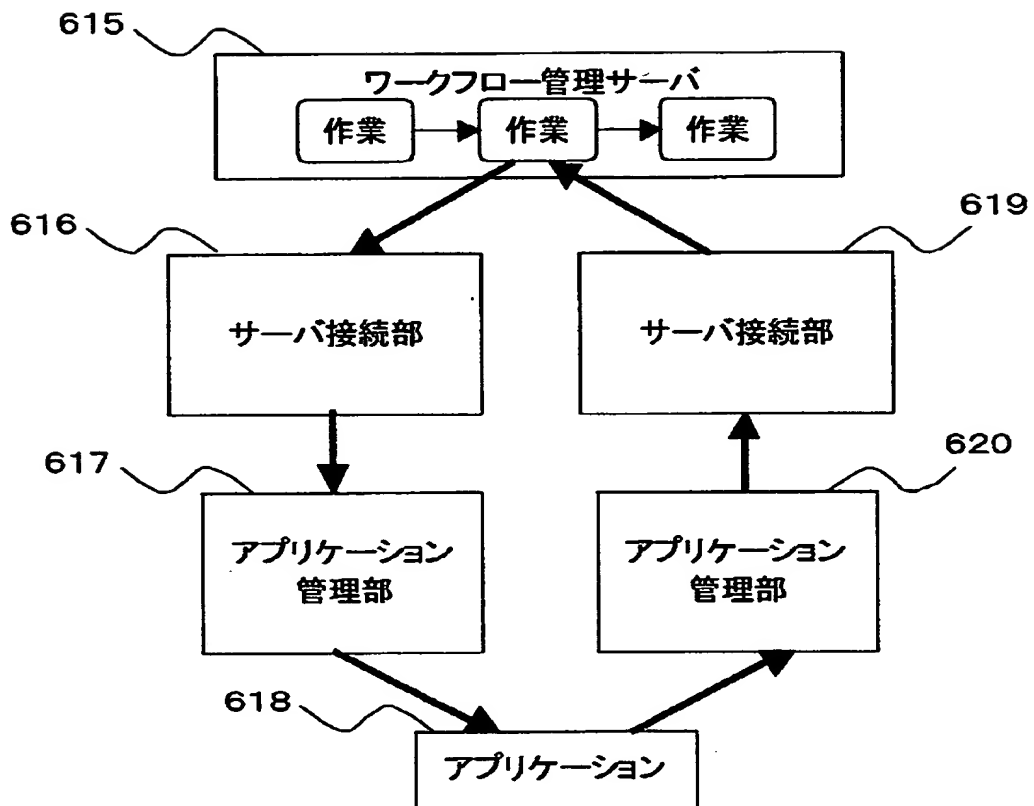 615
ワークフロー管理サーバ
作業 作業 作業
616
619
サーバ接続部
サーバ接続部
617
620
アプリケーション
管理部
アプリケーション
管理部
618
アプリケーション